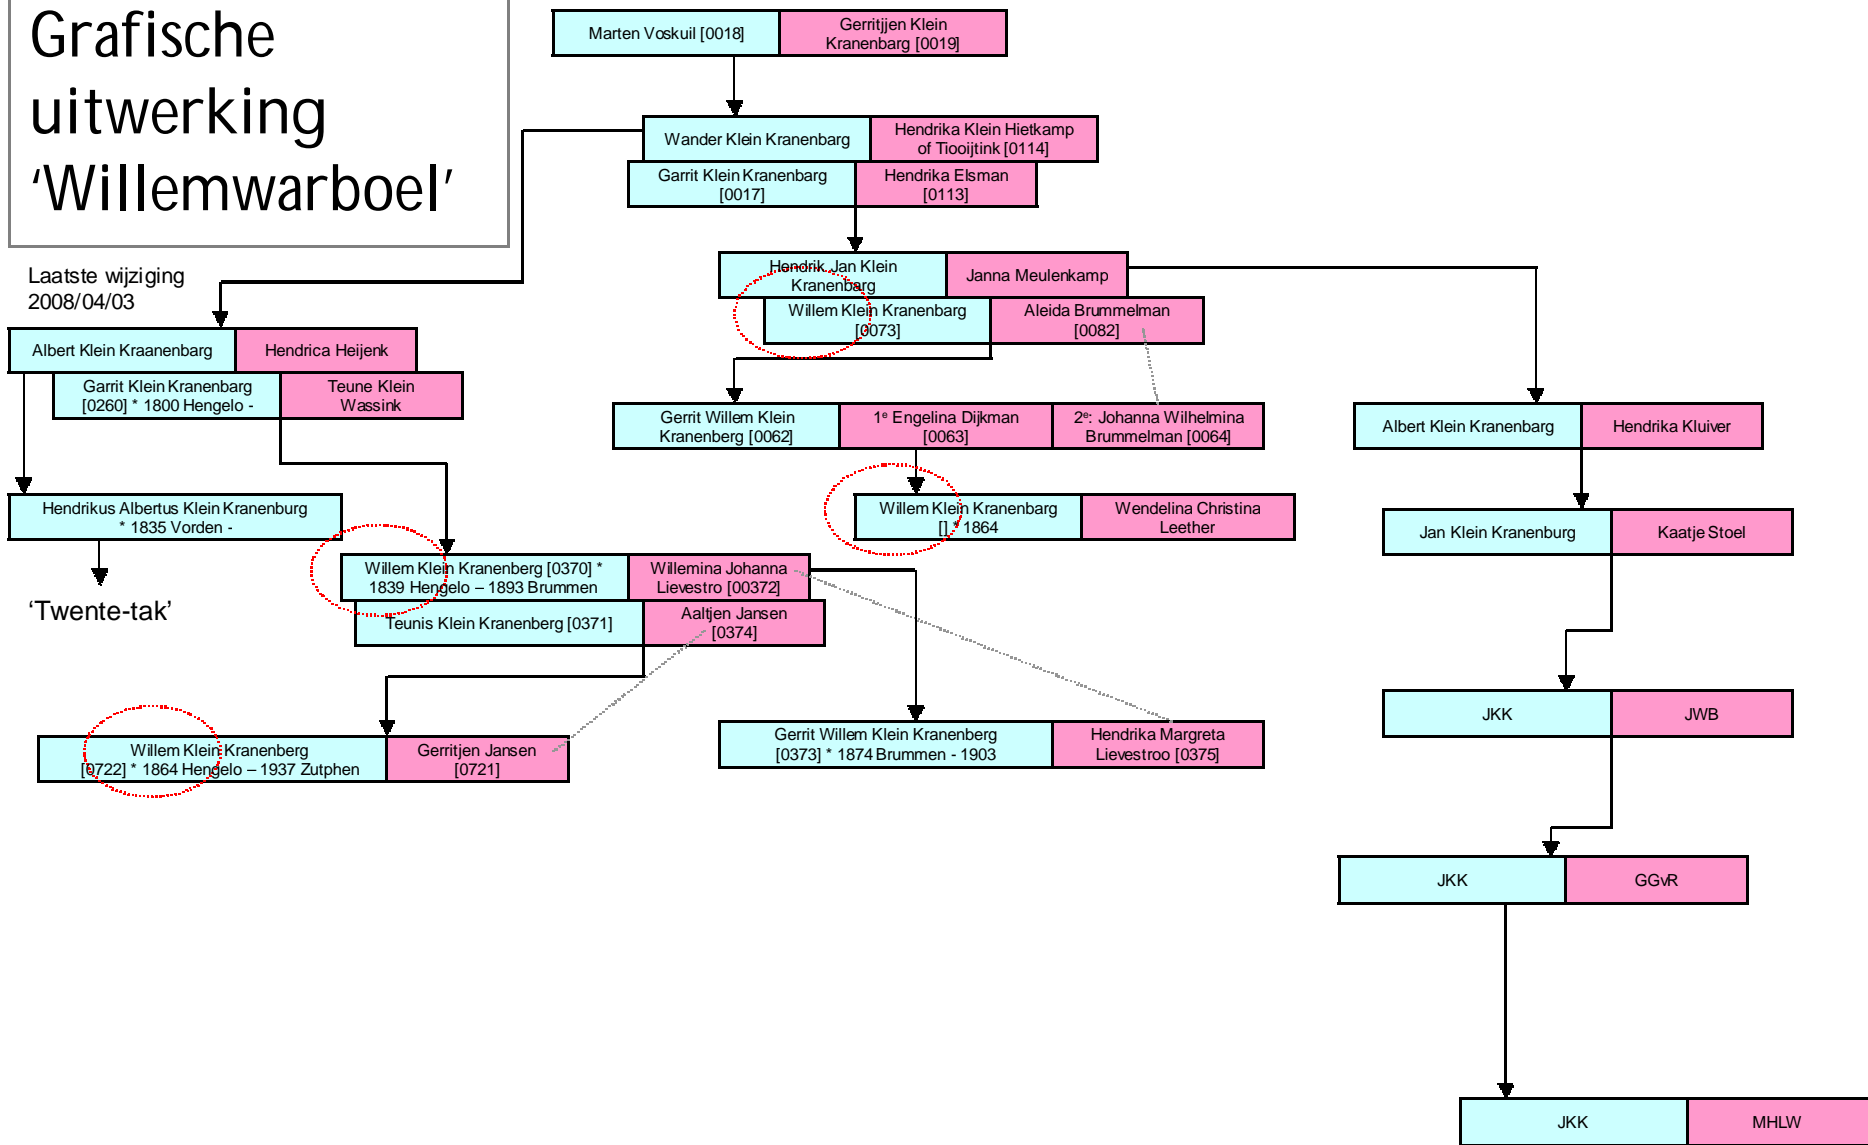 Grafische
uitwerking
‘Willemwarboel’
Laatste wijziging
2008/04/03
Marten Voskuil [0018]
Gerritjjen Klein
Kranenbarg [0019]
Wander Klein Kranenbarg
Hendrika Klein Hietkamp
of Tiooijtink [0114]
Garrit Klein Kranenbarg
[0017]
Hendrika Elsman
[0113]
Hendrik Jan Klein
Kranenbarg
Janna Meulenkamp
Willem Klein Kranenbarg
[0073]
Aleida Brummelman
[0082]
Albert Klein Kraanenbarg
Hendrica Heijenk
Garrit Klein Kranenbarg
[0260] * 1800 Hengelo -
Teune Klein
Wassink
Gerrit Willem Klein
Kranenberg [0062]
1e Engelina Dijkman
[0063]
2e: Johanna Wilhelmina
Brummelman [0064]
Albert Klein Kranenbarg
Hendrika Kluiver
Hendrikus Albertus Klein Kranenburg
* 1835 Vorden -
Willem Klein Kranenbarg
[] * 1864
Wendelina Christina
Leether
Jan Klein Kranenburg
Kaatje Stoel
‘Twente-tak’
Willem Klein Kranenberg [0370] *
1839 Hengelo – 1893 Brummen
Willemina Johanna
Lievestro [00372]
Teunis Klein Kranenberg [0371]
Aaltjen Jansen
[0374]
JKK
JWB
Willem Klein Kranenberg
[0722] * 1864 Hengelo – 1937 Zutphen
Gerritjen Jansen
[0721]
Gerrit Willem Klein Kranenberg
[0373] * 1874 Brummen - 1903
Hendrika Margreta
Lievestroo [0375]
JKK
GGvR
JKK
MHLW